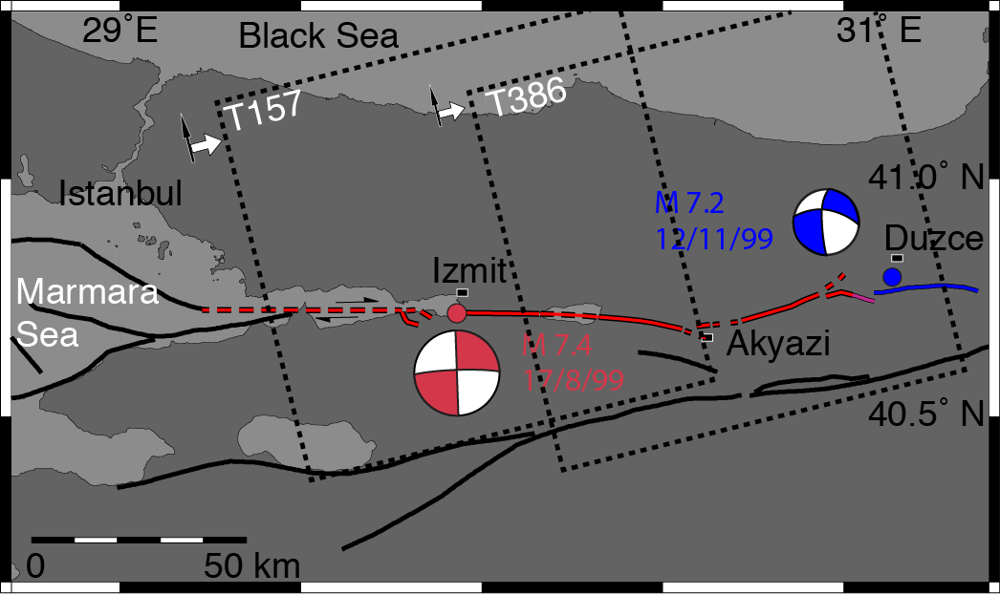 29˚E
Black Sea
31˚ E
T157
T386
41.0˚ N
Istanbul
M 7.2
12/11/99
Duzce
Izmit
Marmara
Sea
M 7.4
17/8/99
Akyazi
40.5˚ N
0
50 km